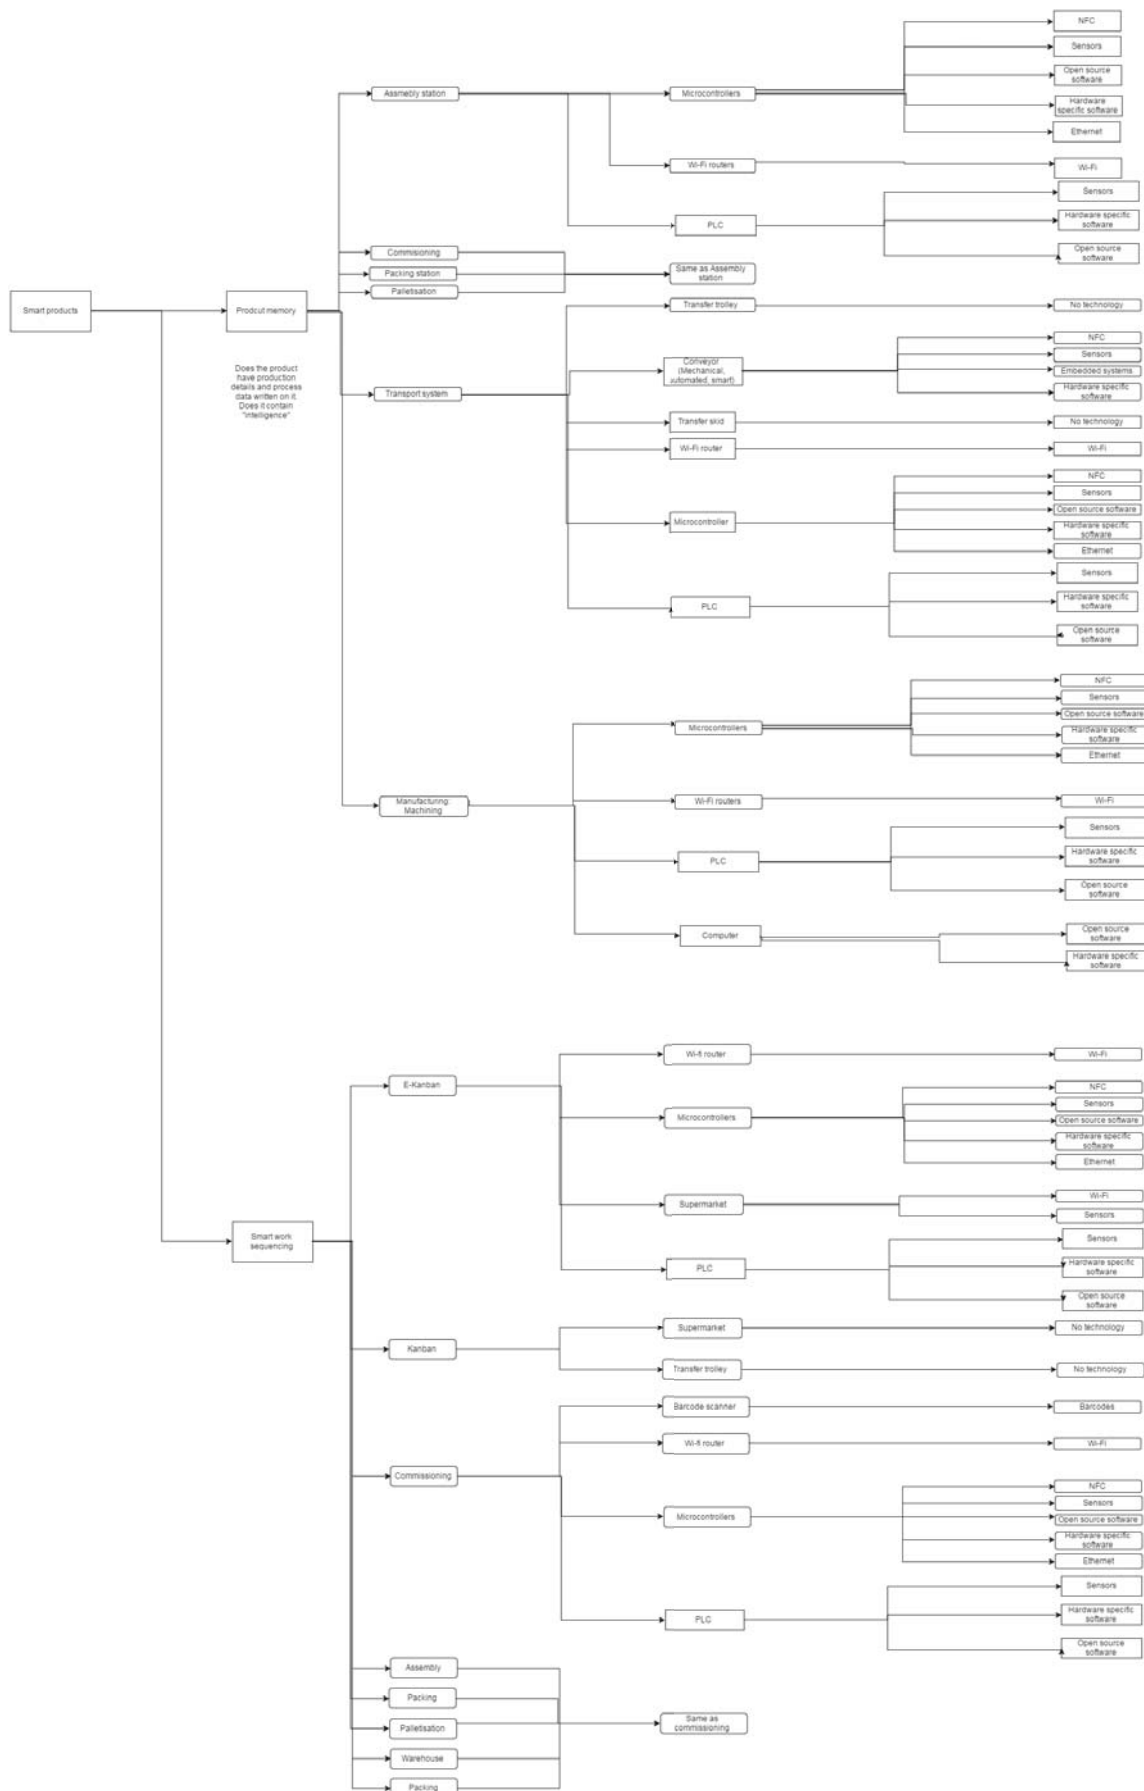 NFC
Sensors
Open source
software
Assmebly station
Microcontrollers
Hardware
specific software
Ethernet
Wi-Fi routers
Wi-Fi
Sensors
PLC
Hardware specific
software
Open source
software
Commisioning
Packing station
Palletisation
Same as Assembly
station
Smart products
Prodcut memory
Does the product
have production
details and process
data written on it.
Does it contain
"intelligence"
Transfer trolley
No technology
Transport system
Conveyor
(Mechanical,
automated, smart)
NFC
Sensors
Embedded systems
Hardware specific
software
Transfer skid
No technology
Wi-Fi router
Wi-Fi
Microcontroller
NFC
Sensors
Open source software
Hardware specific
software
Ethernet
PLC
Sensors
Hardware specific
software
Open source
software
Manufacturing:
Machining
Microcontrollers
NFC
Sensors
Open source software
Hardware specific
software
Ethernet
Wi-Fi routers
Wi-Fi
PLC
Sensors
Hardware specific
software
Open source
software
Computer
Open source
software
Hardware specific
software
Smart work
sequencing
E-Kanban
Wi-fi router
Wi-Fi
Microcontrollers
NFC
Sensors
Open source software
Hardware specific
software
Ethernet
Supermarket
Wi-Fi
Sensors
PLC
Sensors
Hardware specific
software
Open source
software
Kanban
Supermarket
No technology
Transfer trolley
No technology
Commissioning
Barcode scanner
Barcodes
Wi-fi router
Wi-Fi
Microcontrollers
NFC
Sensors
Open source software
Hardware specific
software
Ethernet
PLC
Sensors
Hardware specific
software
Open source
software
Assembly
Packing
Palletisation
Warehouse
Packing
Same as
commissioning